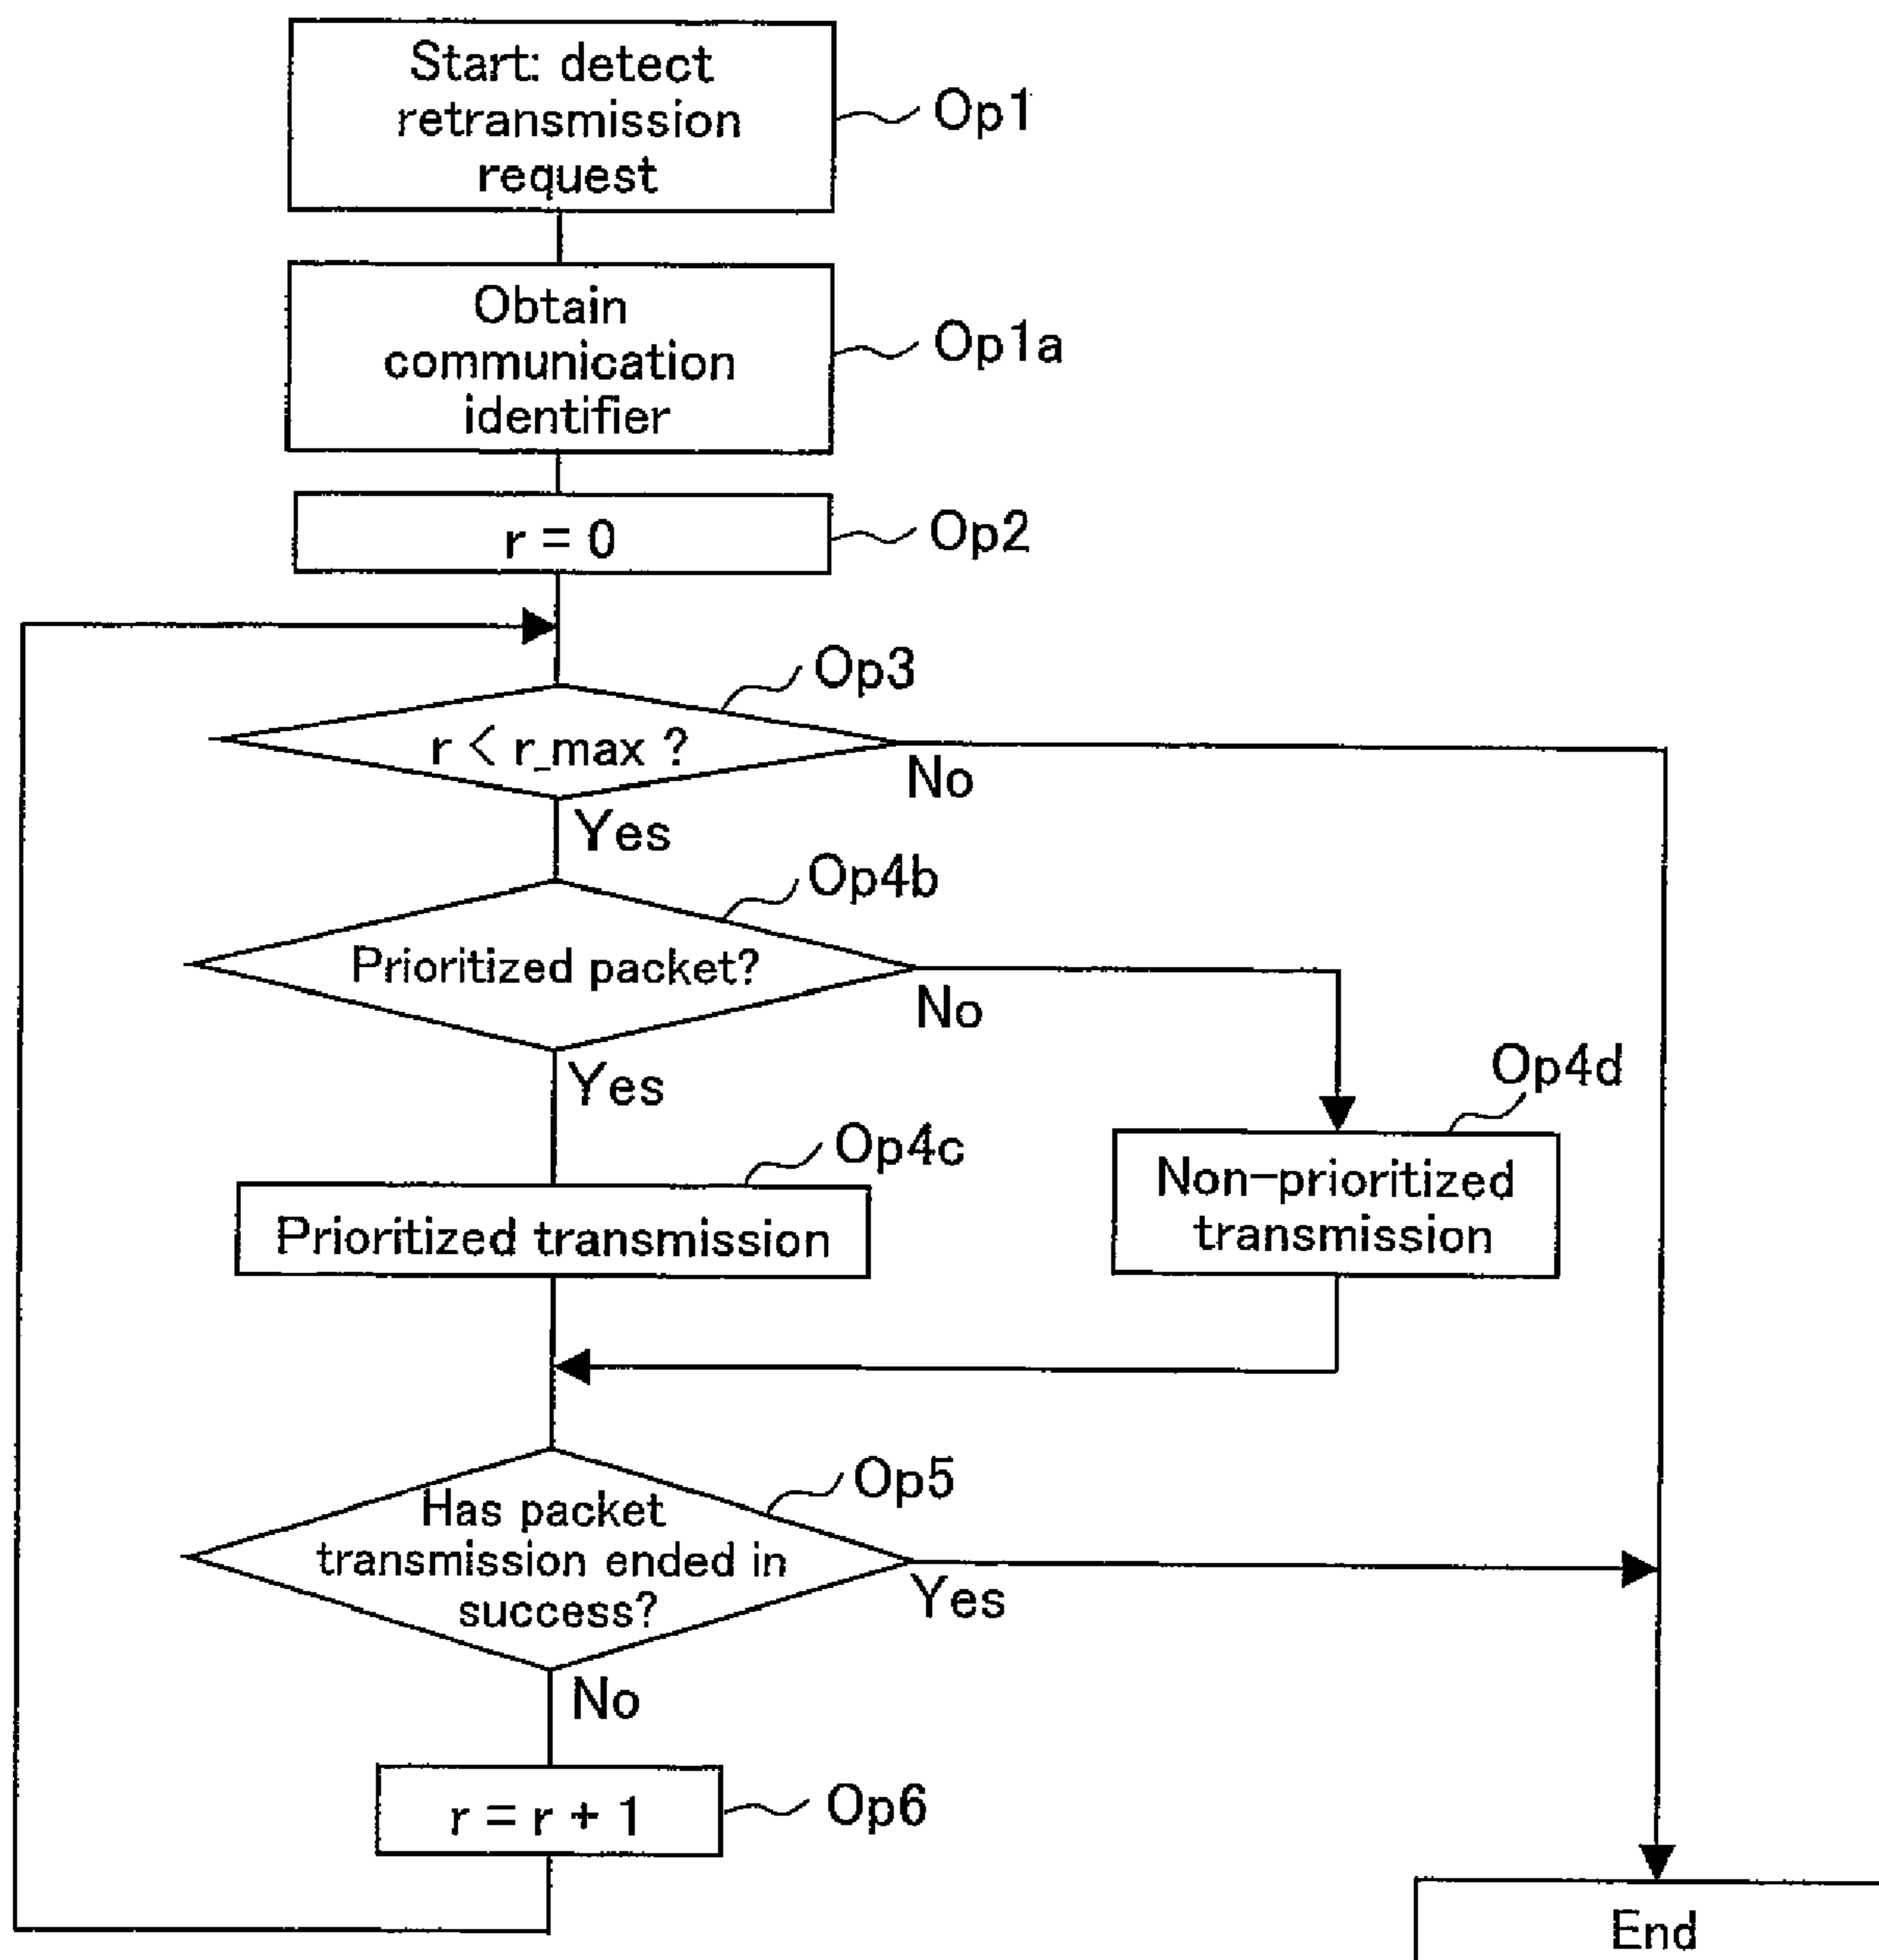 Start: detect
retransmission
request
Op1
Obtain
communication
identifier
Op1a
r = 0
Op2
Op3
r < r_max ?
No
Yes
Op4b
Prioritized packet?
No
Yes
Op4d
Op4c
Non-prioritized
transmission
Prioritized transmission
Op5
Has packet
transmission ended in
success?
Yes
No
r = r + 1
Op6
End